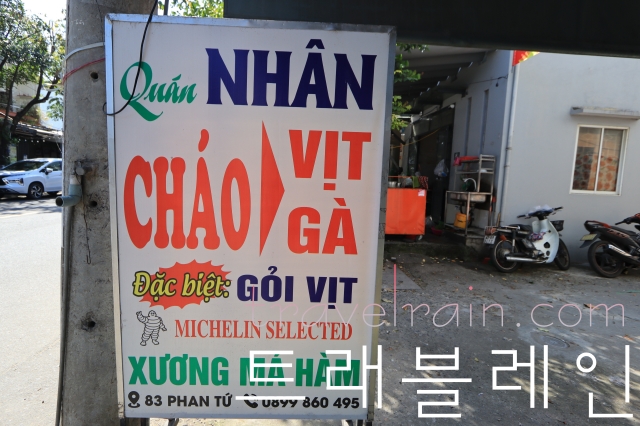 Quán NHÂN
CHÁO VỊT
GÀ
Đặc biệt: GỎI VỊT
MICHELIN SELECTED
XƯƠNG MÁ HÀM
83 PHAN TỨ 0899 860 495
travelrain.com
트래블레인